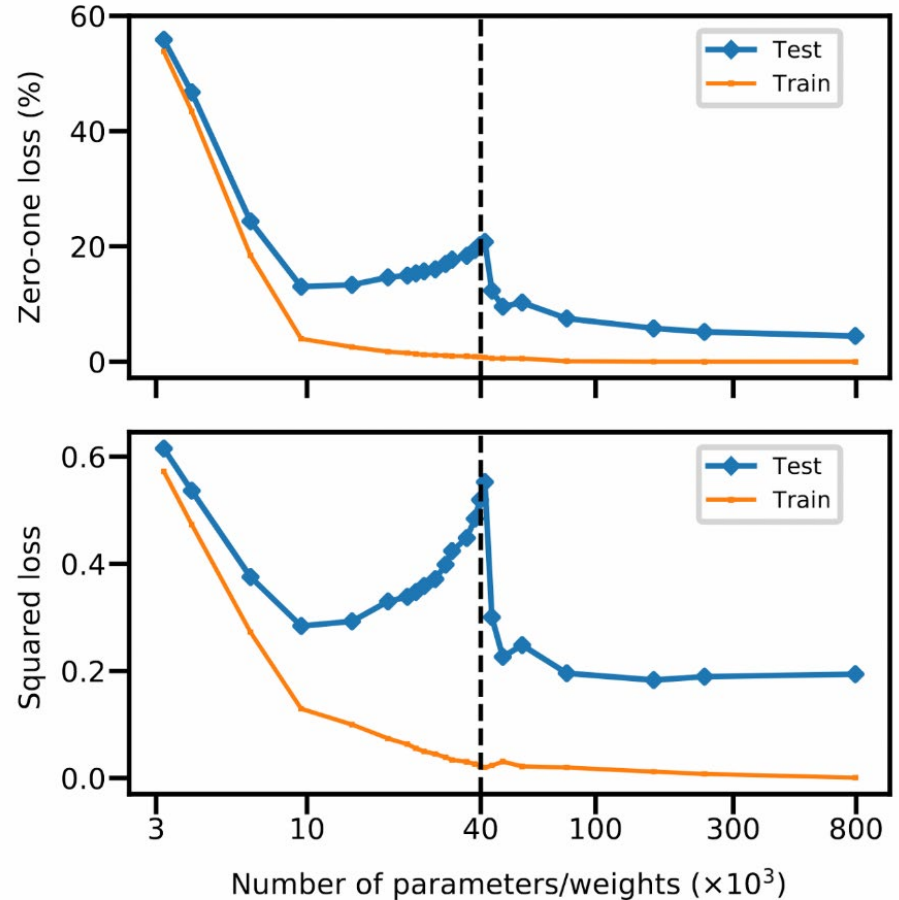 60
40
20
0
Zero-one loss (%)
Test
Train
0.6
0.4
0.2
0.0
Squared loss
Test
Train
3 10 40 100 300 800
Number of parameters/weights (×10³)